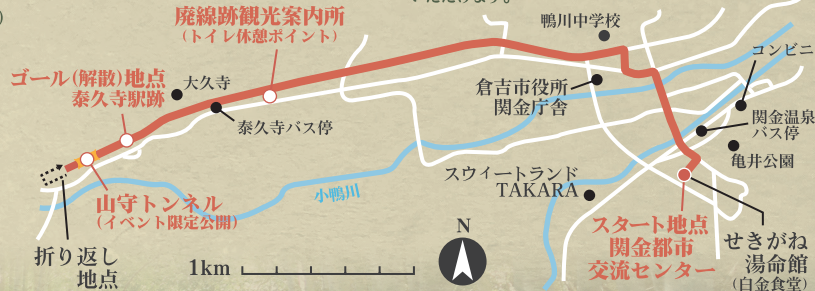 廃線跡観光案内所
(トイレ休憩ポイント)
鴨川中学校
コンビニ
ゴール(解散)地点
泰久寺駅跡
大久寺
倉吉市役所
関金庁舎
泰久寺バス停
関金温泉
バス停
亀井公園
スウィートランド
TAKARA
小鴨川
山守トンネル
(イベント限定公開)
スタート地点
関金都市
交流センター
せきがね
湯命館
(白金食堂)
折り返し
地点
1km
N